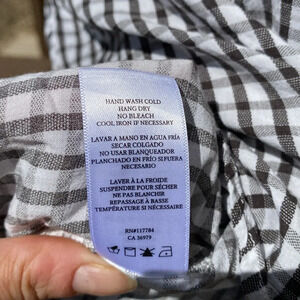 HAND WASH COLD
HANG DRY
NO BLEACH
COOL IRON IF NECESSARY
LAVAR A MANO EN AGUA FRÍA
SECAR COLGADO
NO USAR BLANQUEADOR
PLANCHADO EN FRÍO SI FUERA
NECESARIO
LAVER À LA FROIDE
SUSPENDRE POUR SÉCHER
NE PAS BLANCHIR
REPASSAGE À BASSE
TEMPÉRATURE SI NÉCESSAIRE
RN#117784
CA 36979